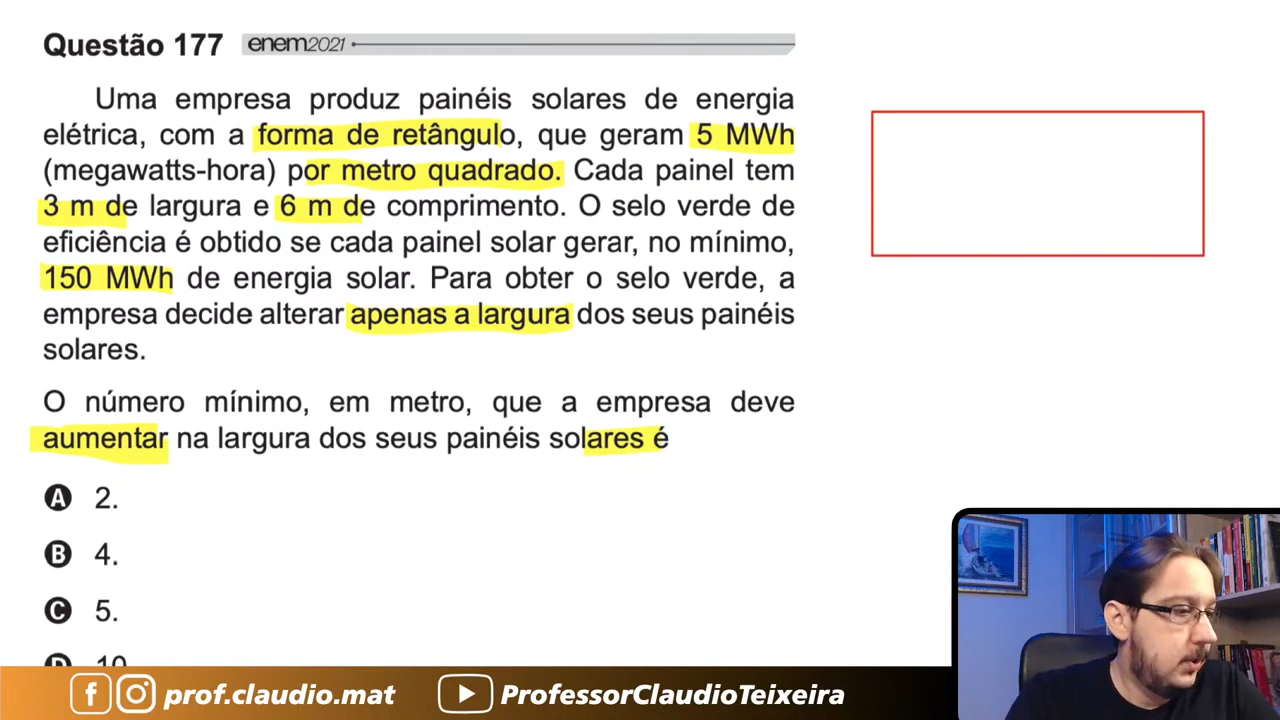 Questão 177 enem2021
Uma empresa produz painéis solares de energia
elétrica, com a forma de retângulo, que geram 5 MWh
(megawatts-hora) por metro quadrado. Cada painel tem
3 m de largura e 6 m de comprimento. O selo verde de
eficiência é obtido se cada painel solar gerar, no mínimo,
150 MWh de energia solar. Para obter o selo verde, a
empresa decide alterar apenas a largura dos seus painéis
solares.
O número mínimo, em metro, que a empresa deve
aumentar na largura dos seus painéis solares é
A 2.
B 4.
C 5.
D 10
prof.claudio.mat ProfessorClaudioTeixeira